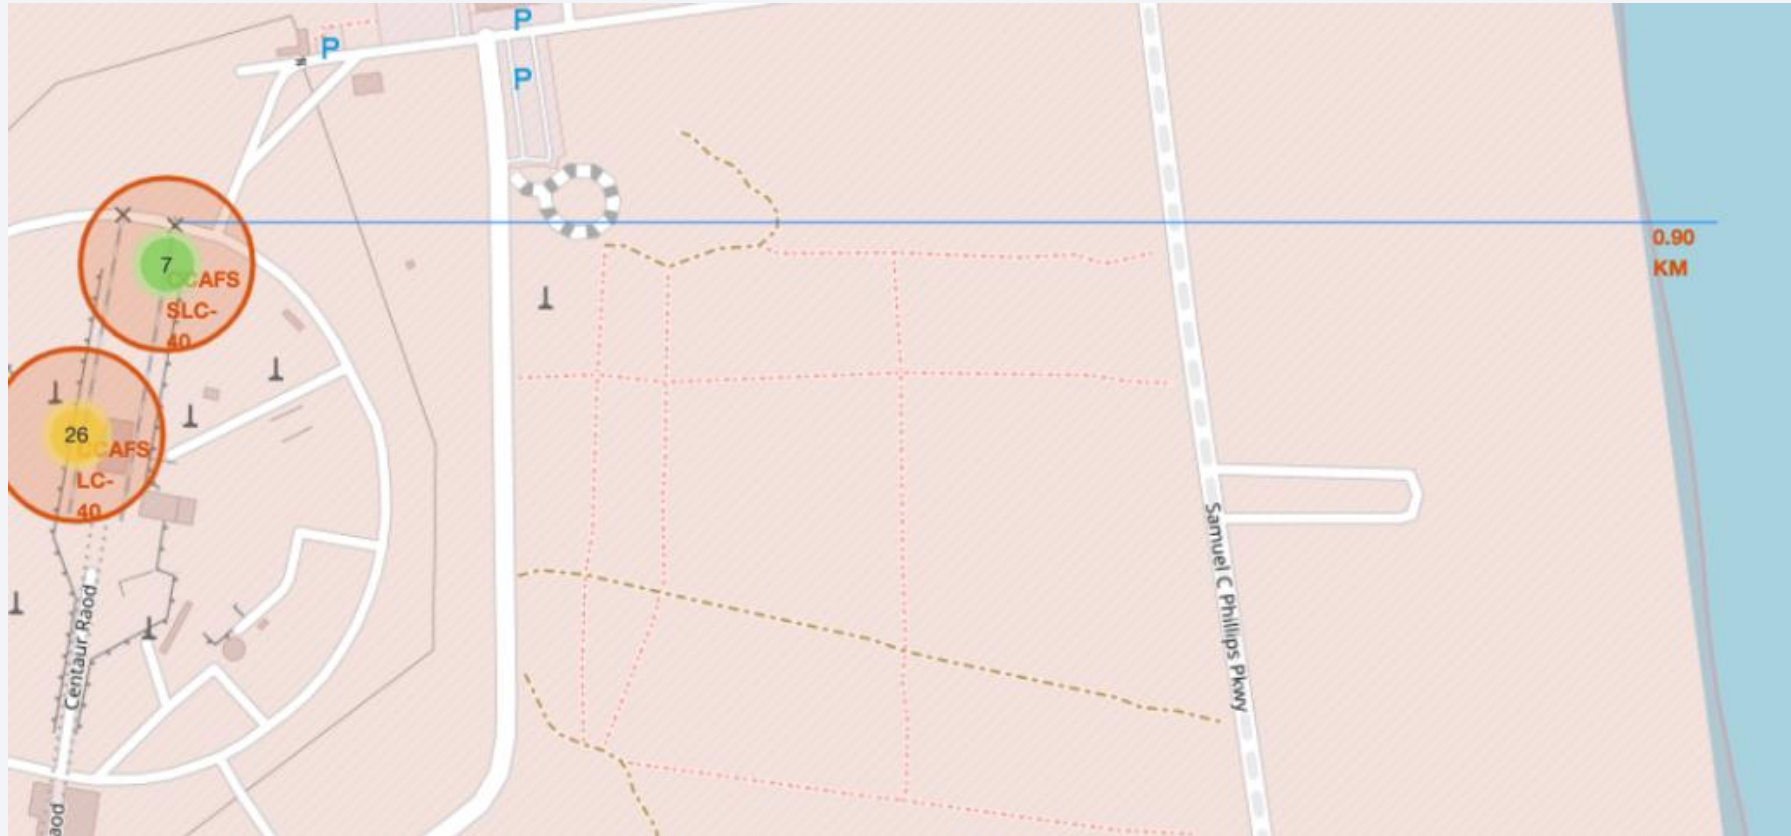 P
P
P
7
CCAFS
SLC-
40
0.90
KM
26
CCAFS
LC-
40
Samuel C Phillips Pkwy
Centaur Raod
aod